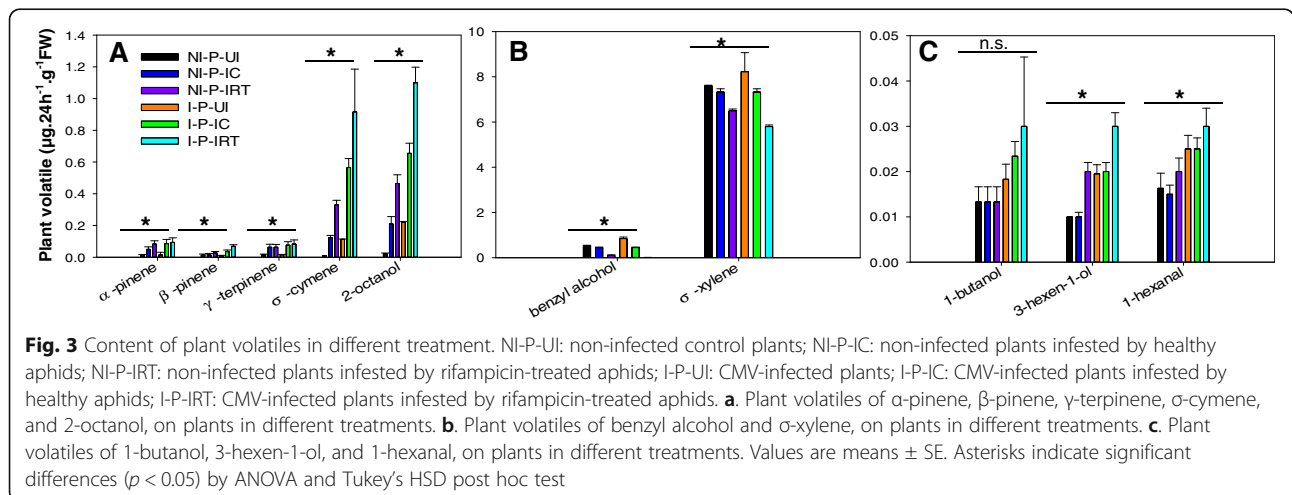 A
NI-P-UI
NI-P-IC
NI-P-IRT
I-P-UI
I-P-IC
I-P-IRT
Plant volatile (µg.24h⁻¹.g⁻¹FW)
1.4
1.2
1.0
0.8
0.6
0.4
0.2
0.0
*
*
*
*
*
α -pinene
β -pinene
γ -terpinene
σ -cymene
2-octanol
B
10
8
6
4
2
0
*
*
benzyl alcohol
σ -xylene
C
0.05
0.04
0.03
0.02
0.01
0.00
n.s.
*
*
1-butanol
3-hexen-1-ol
1-hexanal
Fig. 3 Content of plant volatiles in different treatment. NI-P-UI: non-infected control plants; NI-P-IC: non-infected plants infested by healthy
aphids; NI-P-IRT: non-infected plants infested by rifampicin-treated aphids; I-P-UI: CMV-infected plants; I-P-IC: CMV-infected plants infested by
healthy aphids; I-P-IRT: CMV-infected plants infested by rifampicin-treated aphids. a. Plant volatiles of α-pinene, β-pinene, γ-terpinene, σ-cymene,
and 2-octanol, on plants in different treatments. b. Plant volatiles of benzyl alcohol and σ-xylene, on plants in different treatments. c. Plant
volatiles of 1-butanol, 3-hexen-1-ol, and 1-hexanal, on plants in different treatments. Values are means ± SE. Asterisks indicate significant
differences (p < 0.05) by ANOVA and Tukey's HSD post hoc test